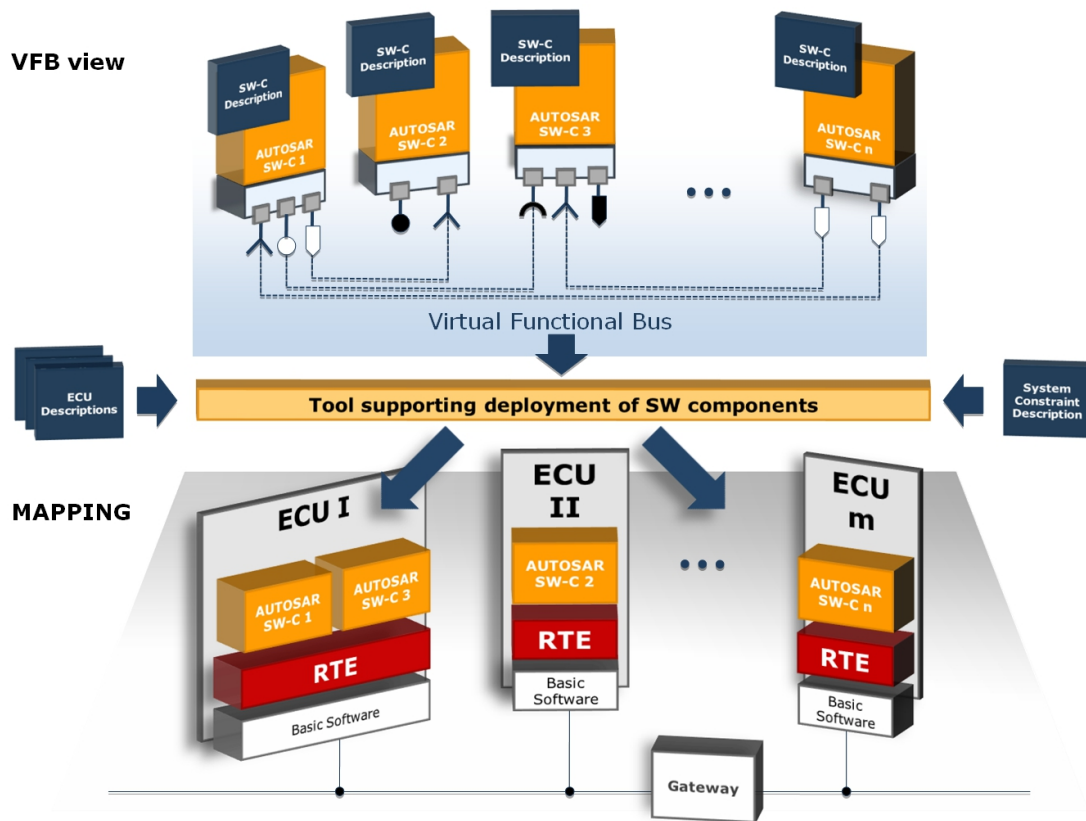 VFB view
SW-C
Description
AUTOSAR
SW-C 1
SW-C
Description
AUTOSAR
SW-C 2
SW-C
Description
AUTOSAR
SW-C 3
SW-C
Description
AUTOSAR
SW-C n
Virtual Functional Bus
ECU
Descriptions
Tool supporting deployment of SW components
System
Constraint
Description
MAPPING
ECU I
AUTOSAR
SW-C 1
AUTOSAR
SW-C 3
RTE
Basic Software
ECU
II
AUTOSAR
SW-C 2
RTE
Basic
Software
ECU
m
AUTOSAR
SW-C n
RTE
Basic
Software
Gateway